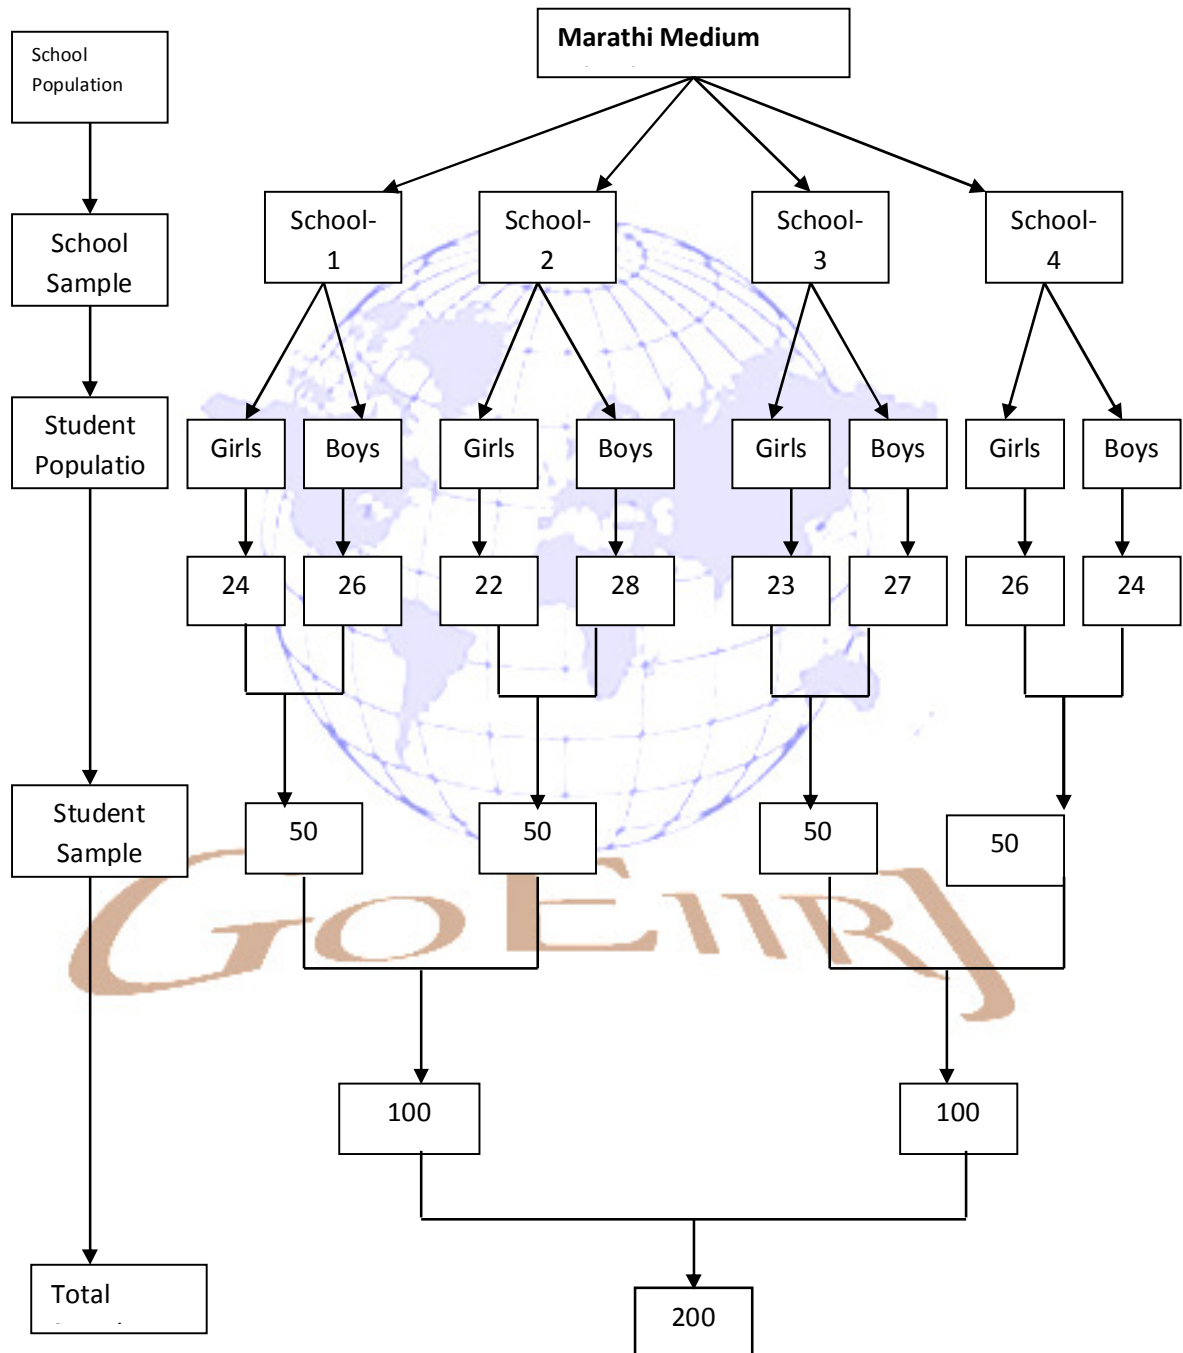 Marathi Medium
School
Population
School-
1
School-
2
School-
3
School-
4
School
Sample
Student
Populatio
Girls
Boys
Girls
Boys
Girls
Boys
Girls
Boys
24
26
22
28
23
27
26
24
Student
Sample
50
50
50
50
GOEIIRJ
100
100
Total
200